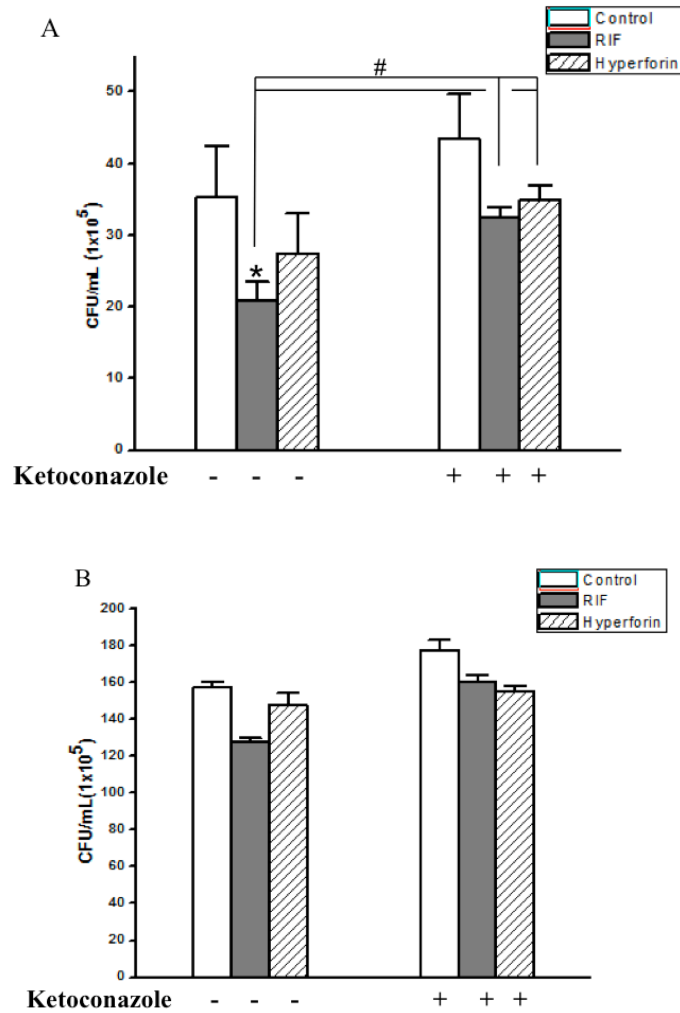 A
Control
RIF
Hyperforin
#
*
CFU/mL (1x10⁵)
50
40
30
20
10
0
Ketoconazole - - - + + +
B
Control
RIF
Hyperforin
CFU/mL(1x10⁵)
200
180
160
140
120
100
80
60
40
20
0
Ketoconazole - - - + + +